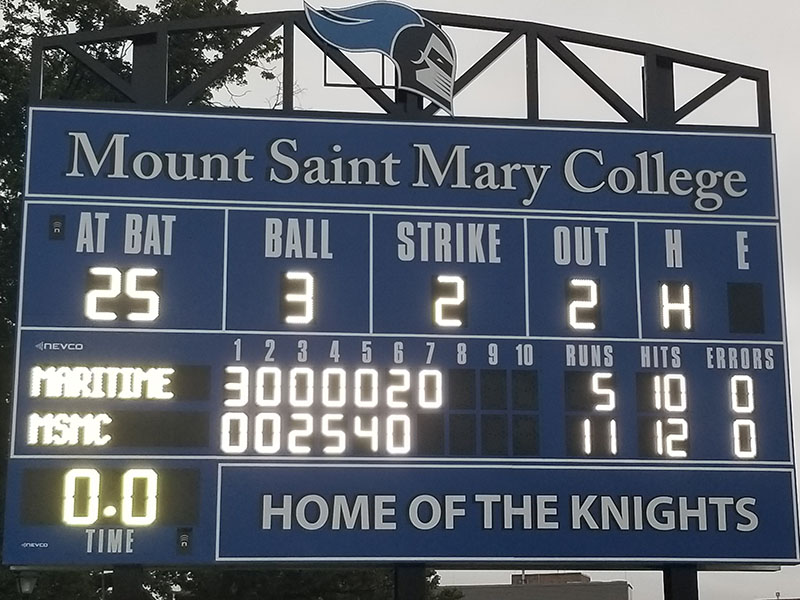 Mount Saint Mary College
AT BAT BALL STRIKE OUT H E
25 3 2 2 H
NEVCO 1 2 3 4 5 6 7 8 9 10 RUNS HITS ERRORS
MARITIME 3 0 0 0 0 2 0 5 10 0
MSMC 0 0 2 5 4 0 11 12 0
0.0
HOME OF THE KNIGHTS
TIME
NEVCO